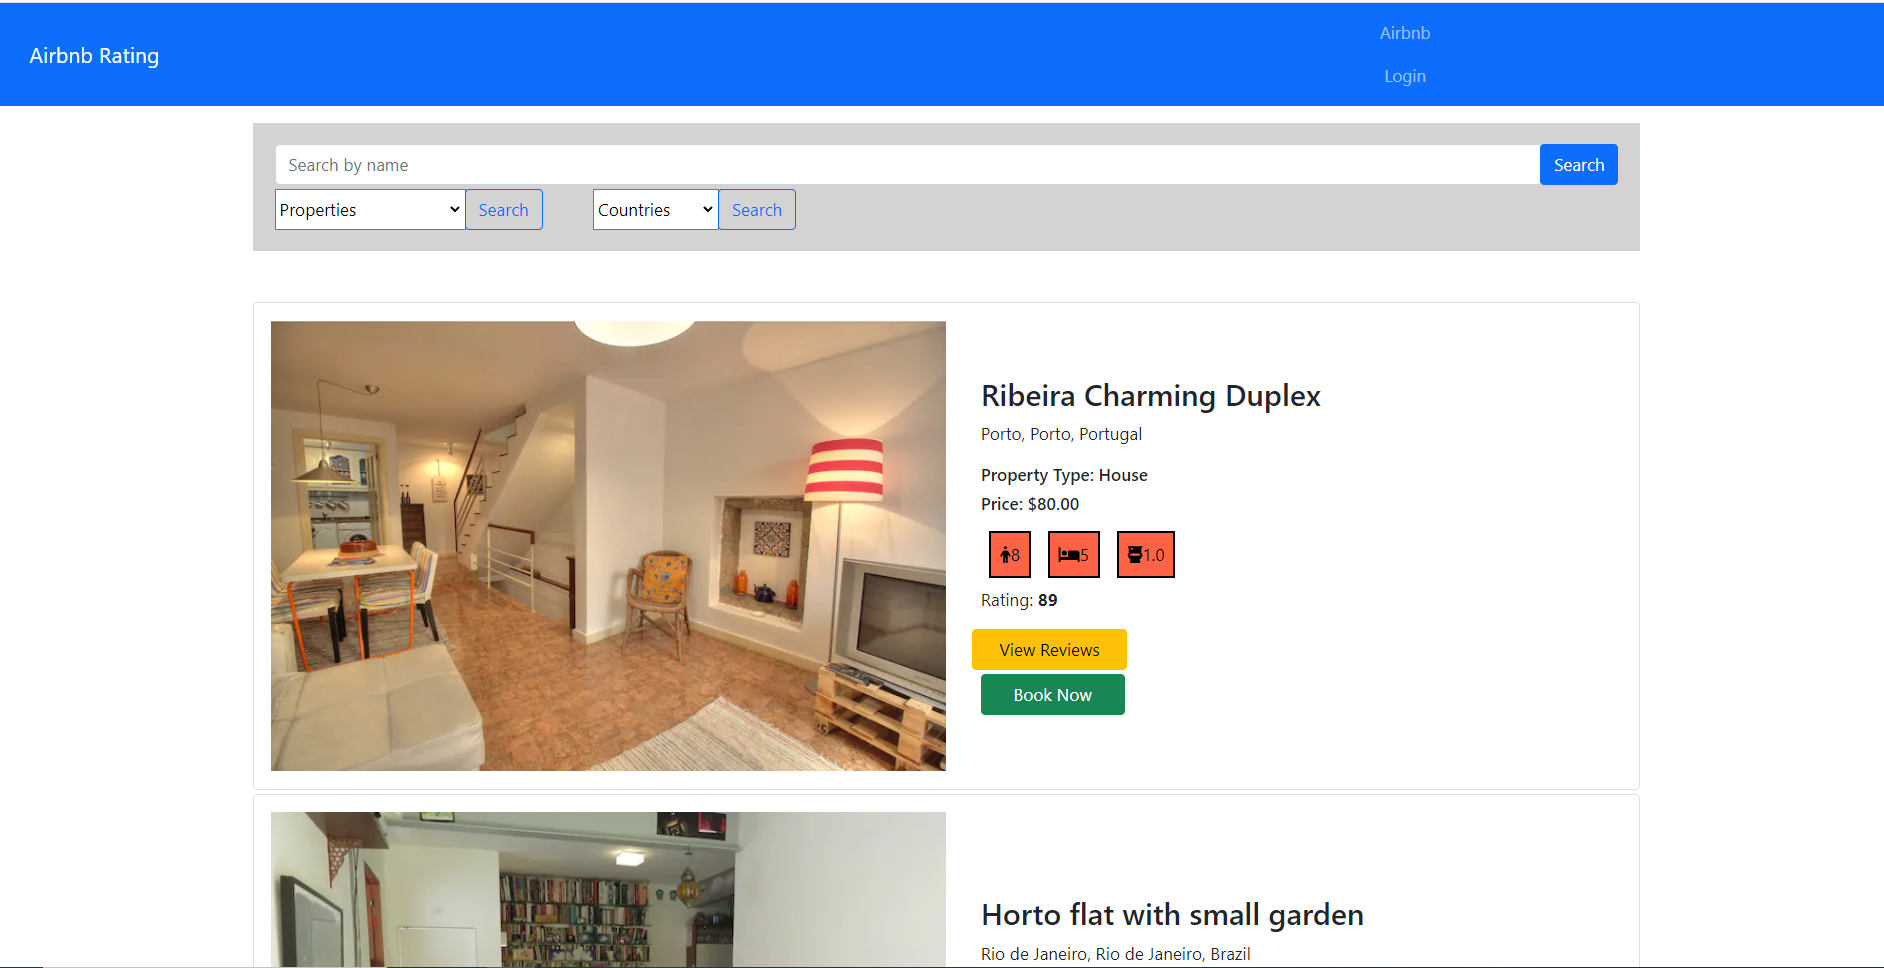 Airbnb Rating
Airbnb
Login
Search by name
Search
Properties
Search
Countries
Search
Ribeira Charming Duplex
Porto, Porto, Portugal
Property Type: House
Price: $80.00
8
5
1.0
Rating: 89
View Reviews
Book Now
Horto flat with small garden
Rio de Janeiro, Rio de Janeiro, Brazil